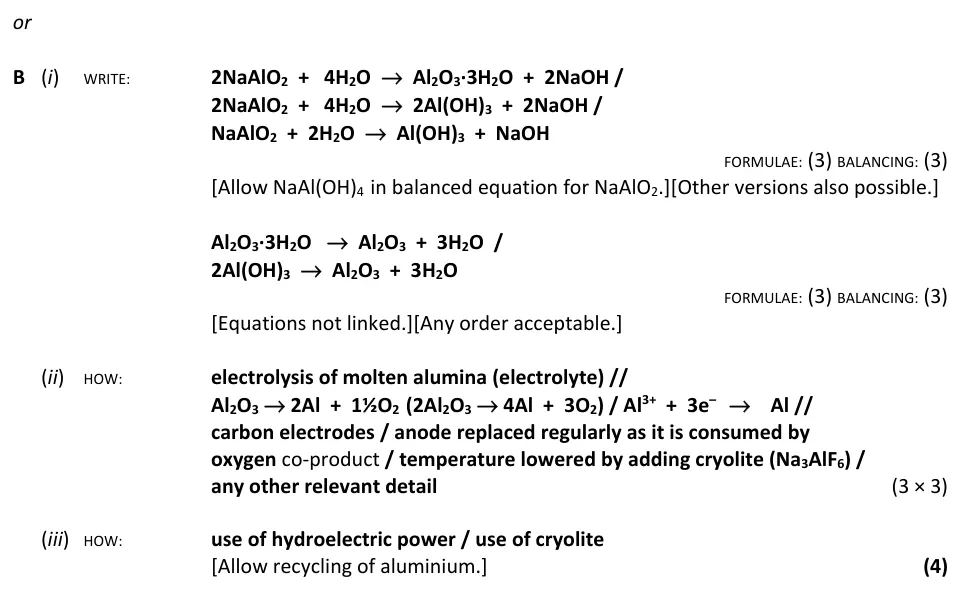 or
B (i) WRITE: 2NaAlO₂ + 4H₂O → Al₂O₃·3H₂O + 2NaOH /
2NaAlO₂ + 4H₂O → 2Al(OH)₃ + 2NaOH /
NaAlO₂ + 2H₂O → Al(OH)₃ + NaOH
FORMULAE: (3) BALANCING: (3)
[Allow NaAl(OH)₄ in balanced equation for NaAlO₂.][Other versions also possible.]
Al₂O₃·3H₂O → Al₂O₃ + 3H₂O /
2Al(OH)₃ → Al₂O₃ + 3H₂O
FORMULAE: (3) BALANCING: (3)
[Equations not linked.][Any order acceptable.]
(ii) HOW: electrolysis of molten alumina (electrolyte) //
Al₂O₃ → 2Al + 1½O₂ (2Al₂O₃ → 4Al + 3O₂) / Al³⁺ + 3e⁻ → Al //
carbon electrodes / anode replaced regularly as it is consumed by
oxygen co-product / temperature lowered by adding cryolite (Na₃AlF₆) /
any other relevant detail (3 × 3)
(iii) HOW: use of hydroelectric power / use of cryolite
[Allow recycling of aluminium.] (4)